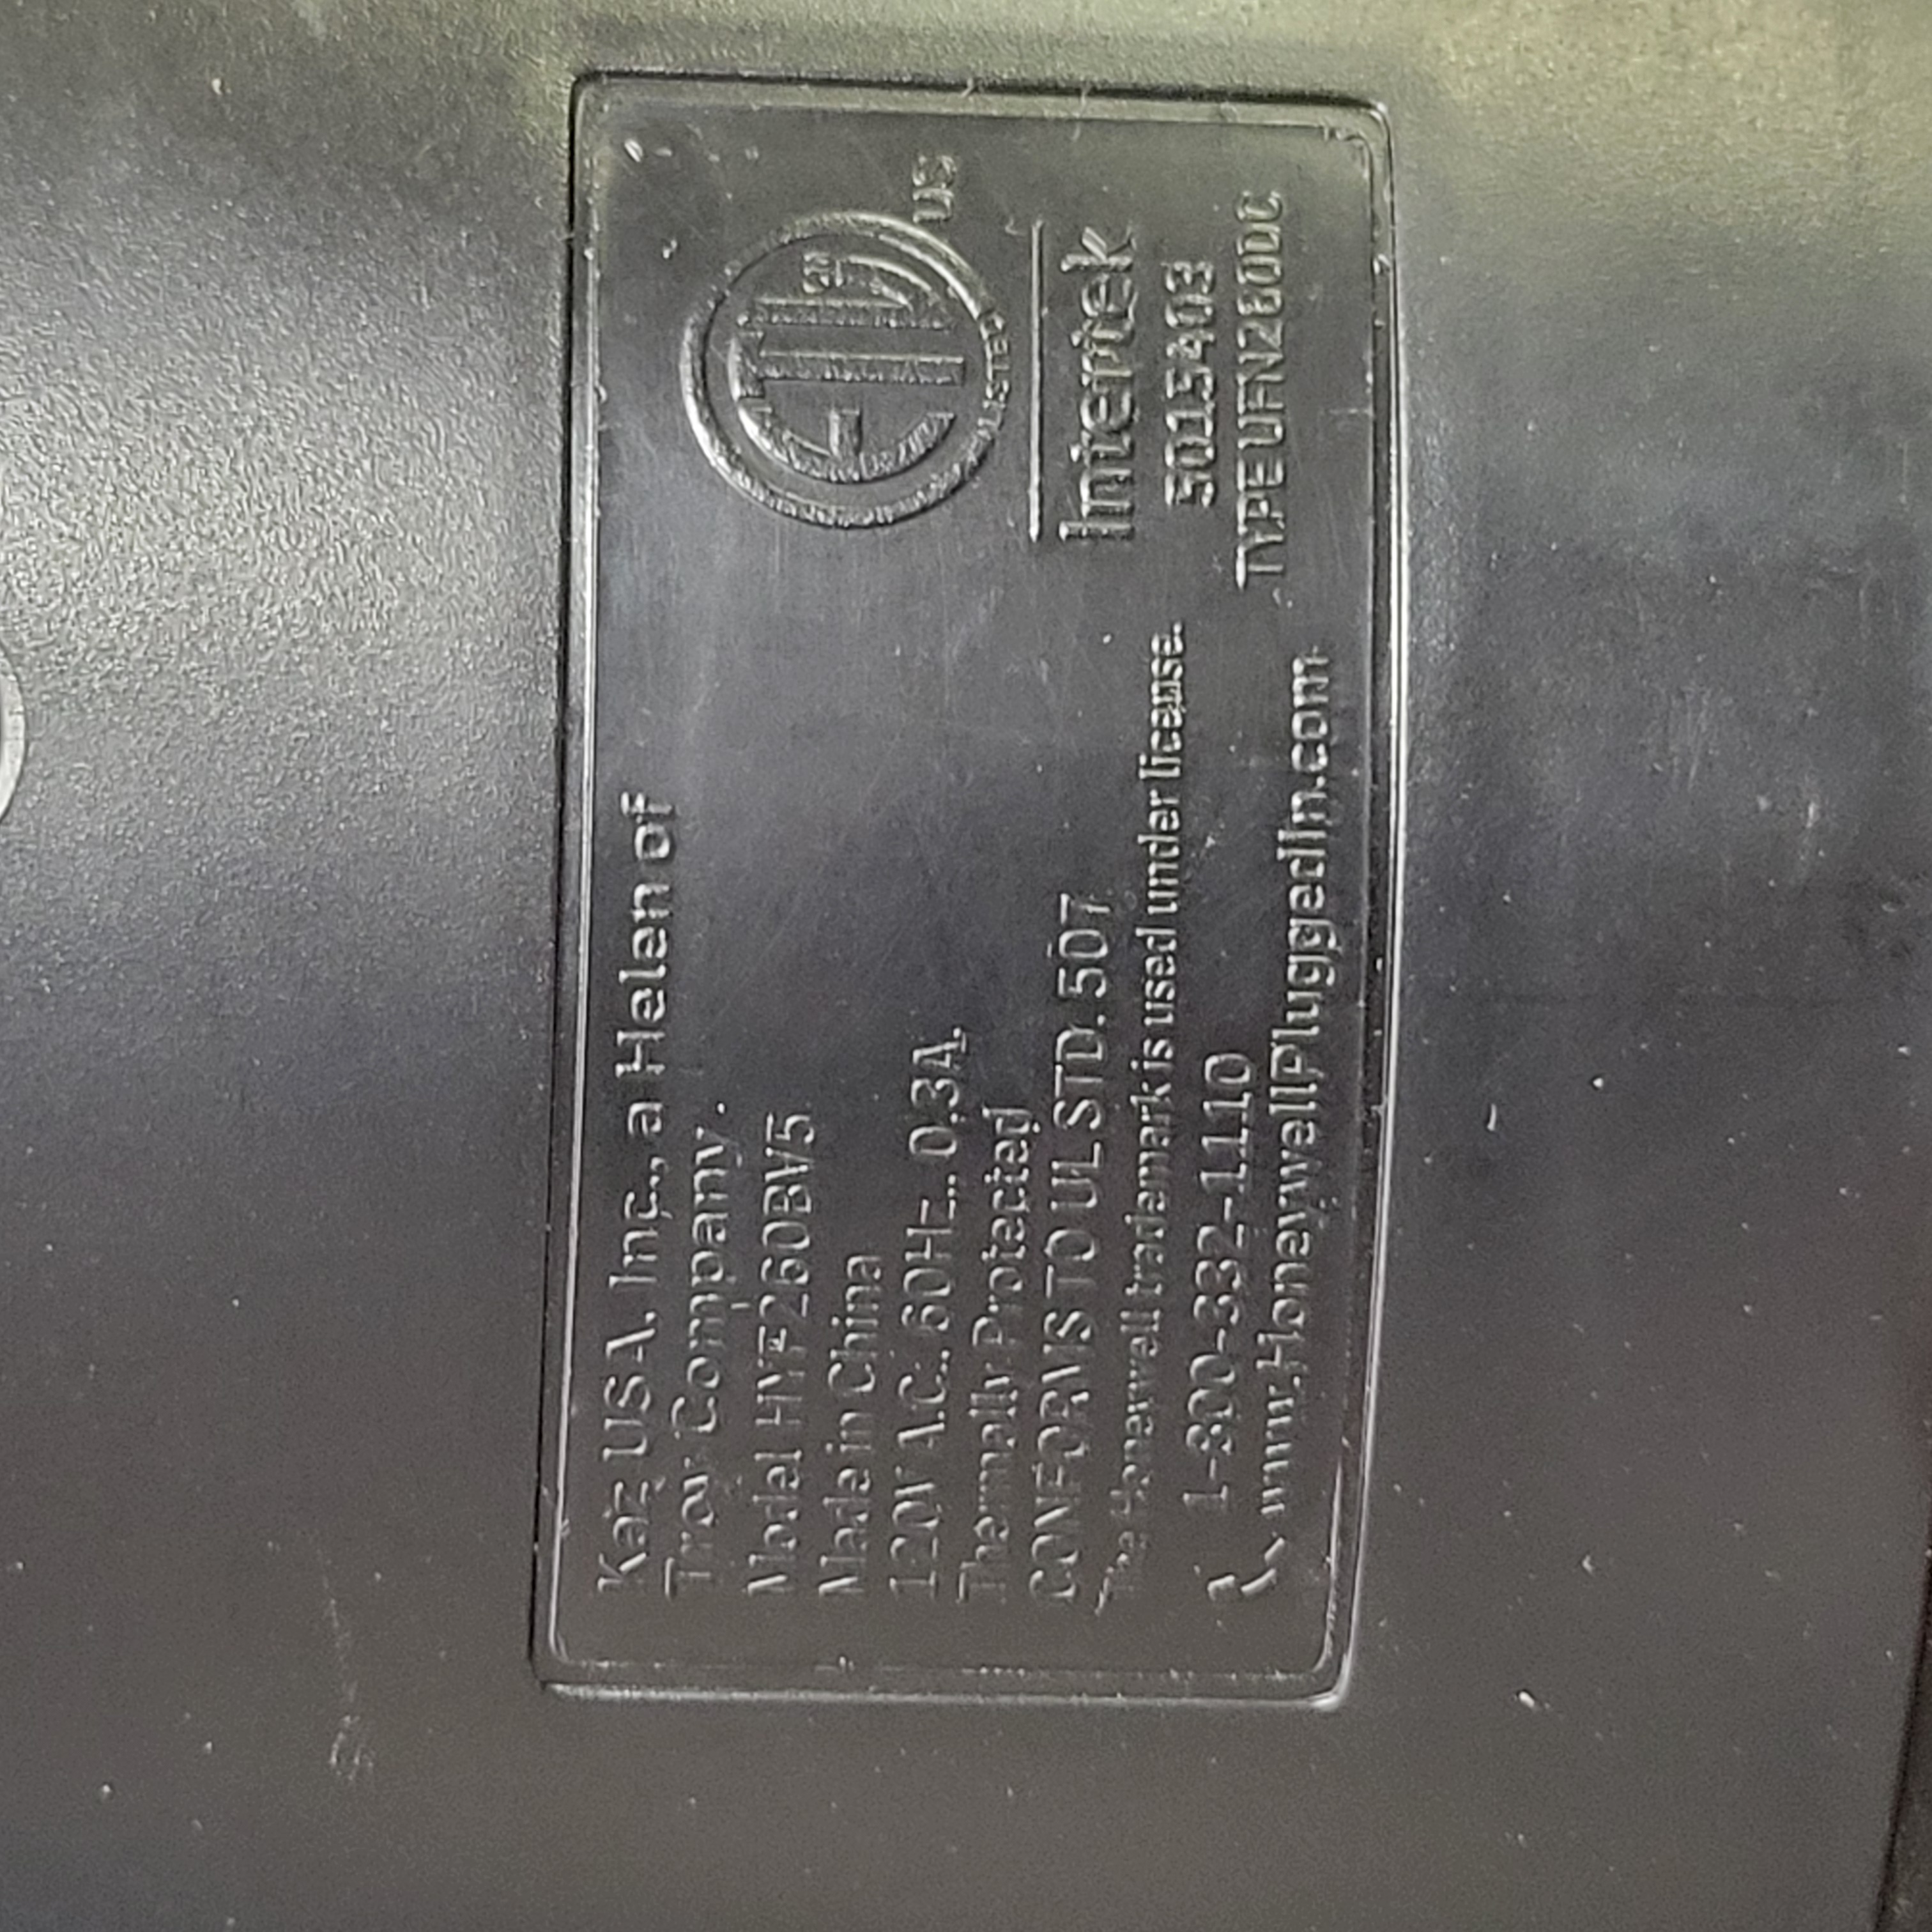 Kaz USA, Inc., a Helen of
Troy Company.
Model HYF260BV5
Made in China
120V A.C., 60Hz., 0.3A,
Thermally Protected
CONFORMS TO UL STD. 507
The Honeywell trademark is used under license.
1-800-332-1110
www.HoneywellPluggedIn.com
ETL
CM
LISTED
US
Intertek
5015403
TYPE UFN260DC